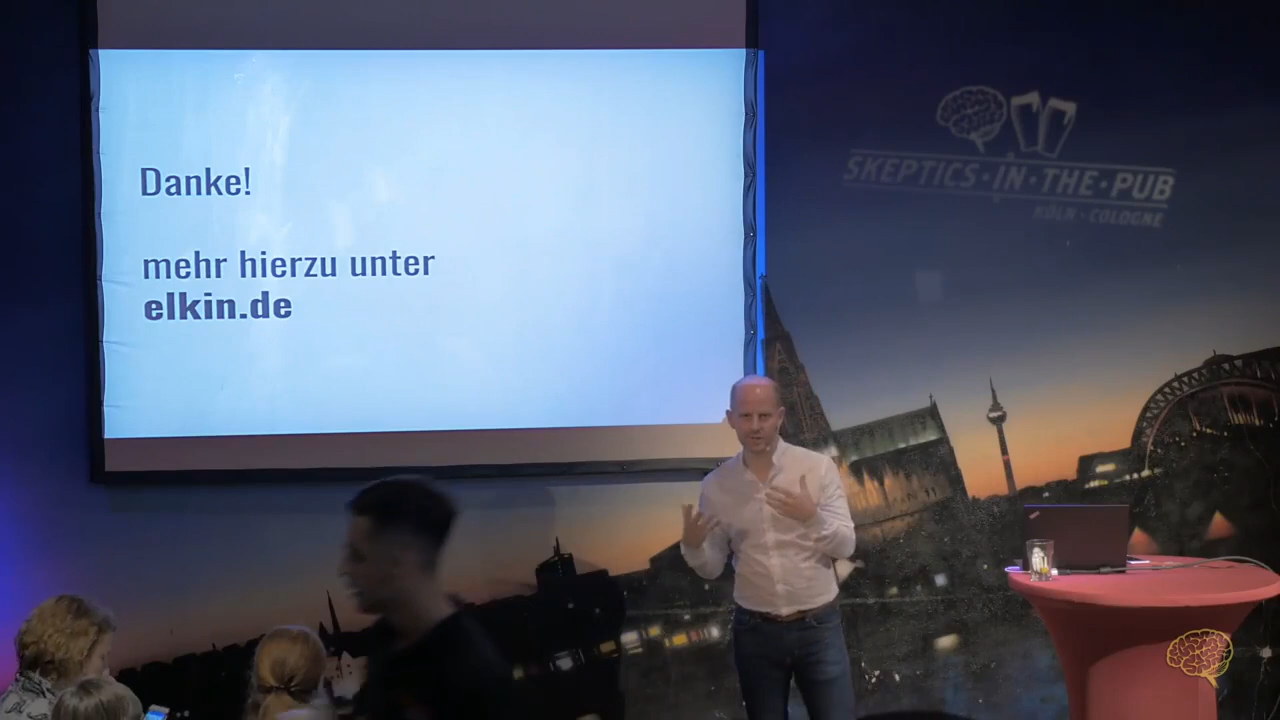 Danke!
mehr hierzu unter
elkin.de
SKEPTICS·IN·THE·PUB
KÖLN · COLOGNE